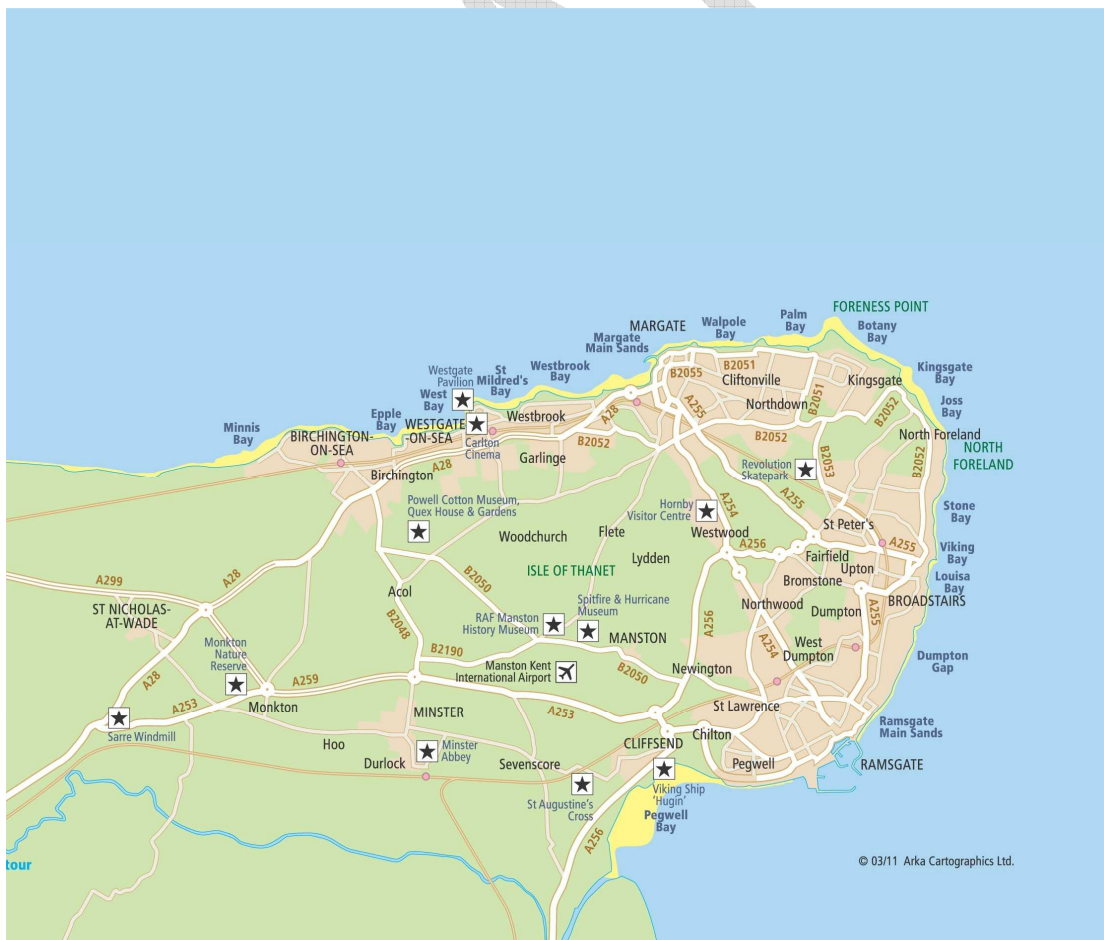 FORENESS POINT
MARGATE
Walpole
Bay
Palm
Bay
Botany
Bay
Margate
Main Sands
Westbrook
Bay
St
Mildred's
Bay
Westgate
Pavilion
West
Bay
Epple
Bay
Minnis
Bay
Kingsgate
Bay
Joss
Bay
B2051
B2055
Cliftonville
Kingsgate
B2051
Northdown
B2052
A255
A28
Westbrook
WESTGATE
-ON-SEA
Carlton
Cinema
BIRCHINGTON-
ON-SEA
B2052
B2052
North Foreland
NORTH
FORELAND
Garlinge
A28
Birchington
Revolution
Skatepark
B2053
B2052
Powell Cotton Museum,
Quex House & Gardens
Hornby
Visitor Centre
A254
A255
Stone
Bay
St Peter's
Woodchurch
Flete
Westwood
A256
A255
Viking
Bay
Fairfield
Upton
Lydden
ISLE OF THANET
Bromstone
Louisa
Bay
BROADSTAIRS
A299
A28
Acol
B2050
Spitfire & Hurricane
Museum
Northwood
Dumpton
A255
ST NICHOLAS-
AT-WADE
B2048
RAF Manston
History Museum
MANSTON
A256
A254
West
Dumpton
Dumpton
Gap
Monkton
Nature
Reserve
B2190
Manston Kent
International Airport
B2050
Newington
A28
A259
A253
Monkton
A253
MINSTER
St Lawrence
Ramsgate
Main Sands
Sarre Windmill
Hoo
Durlock
Minster
Abbey
Sevenscore
CLIFFSEND
Chilton
Pegwell
RAMSGATE
St Augustine's
Cross
Viking Ship
'Hugin'
Pegwell
Bay
A256
tour
© 03/11 Arka Cartographics Ltd.